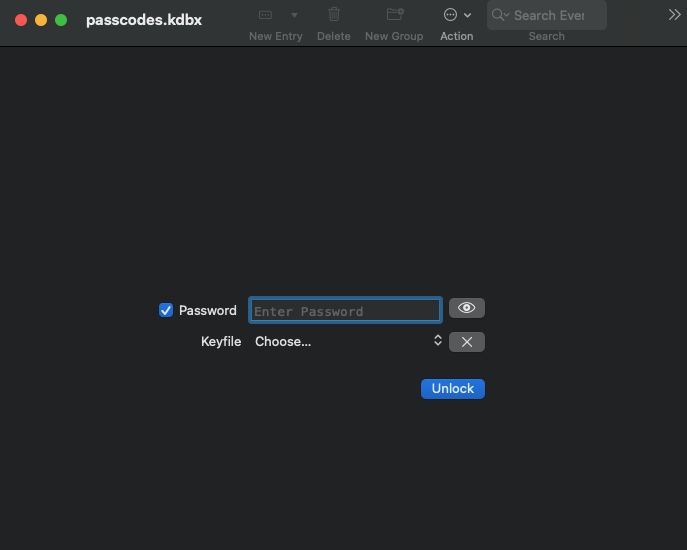 passcodes.kdbx
Search Ever
New Entry Delete New Group Action Search
Password Enter Password
Keyfile Choose...
Unlock